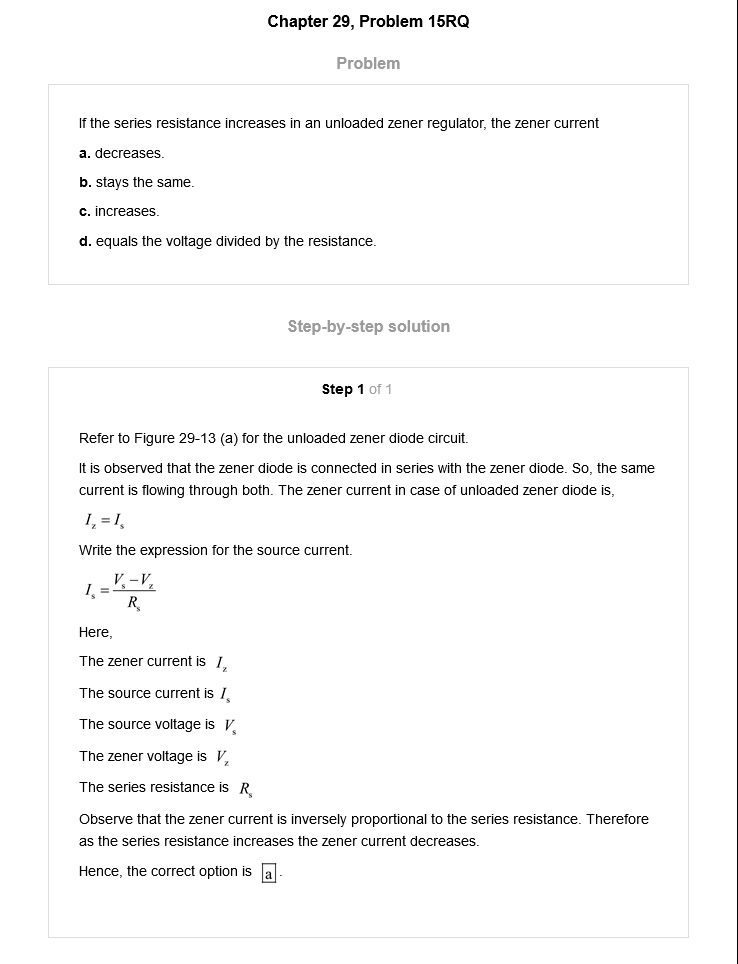 Chapter 29, Problem 15RQ
Problem
If the series resistance increases in an unloaded zener regulator, the zener current
a. decreases.
b. stays the same.
c. increases.
d. equals the voltage divided by the resistance.
Step-by-step solution
Step 1 of 1
Refer to Figure 29-13 (a) for the unloaded zener diode circuit.
It is observed that the zener diode is connected in series with the zener diode. So, the same
current is flowing through both. The zener current in case of unloaded zener diode is,
I_z = I_s
Write the expression for the source current.
I_s = (V_s − V_z) / R_s
Here,
The zener current is I_z
The source current is I_s
The source voltage is V_s
The zener voltage is V_z
The series resistance is R_s
Observe that the zener current is inversely proportional to the series resistance. Therefore
as the series resistance increases the zener current decreases.
Hence, the correct option is a.